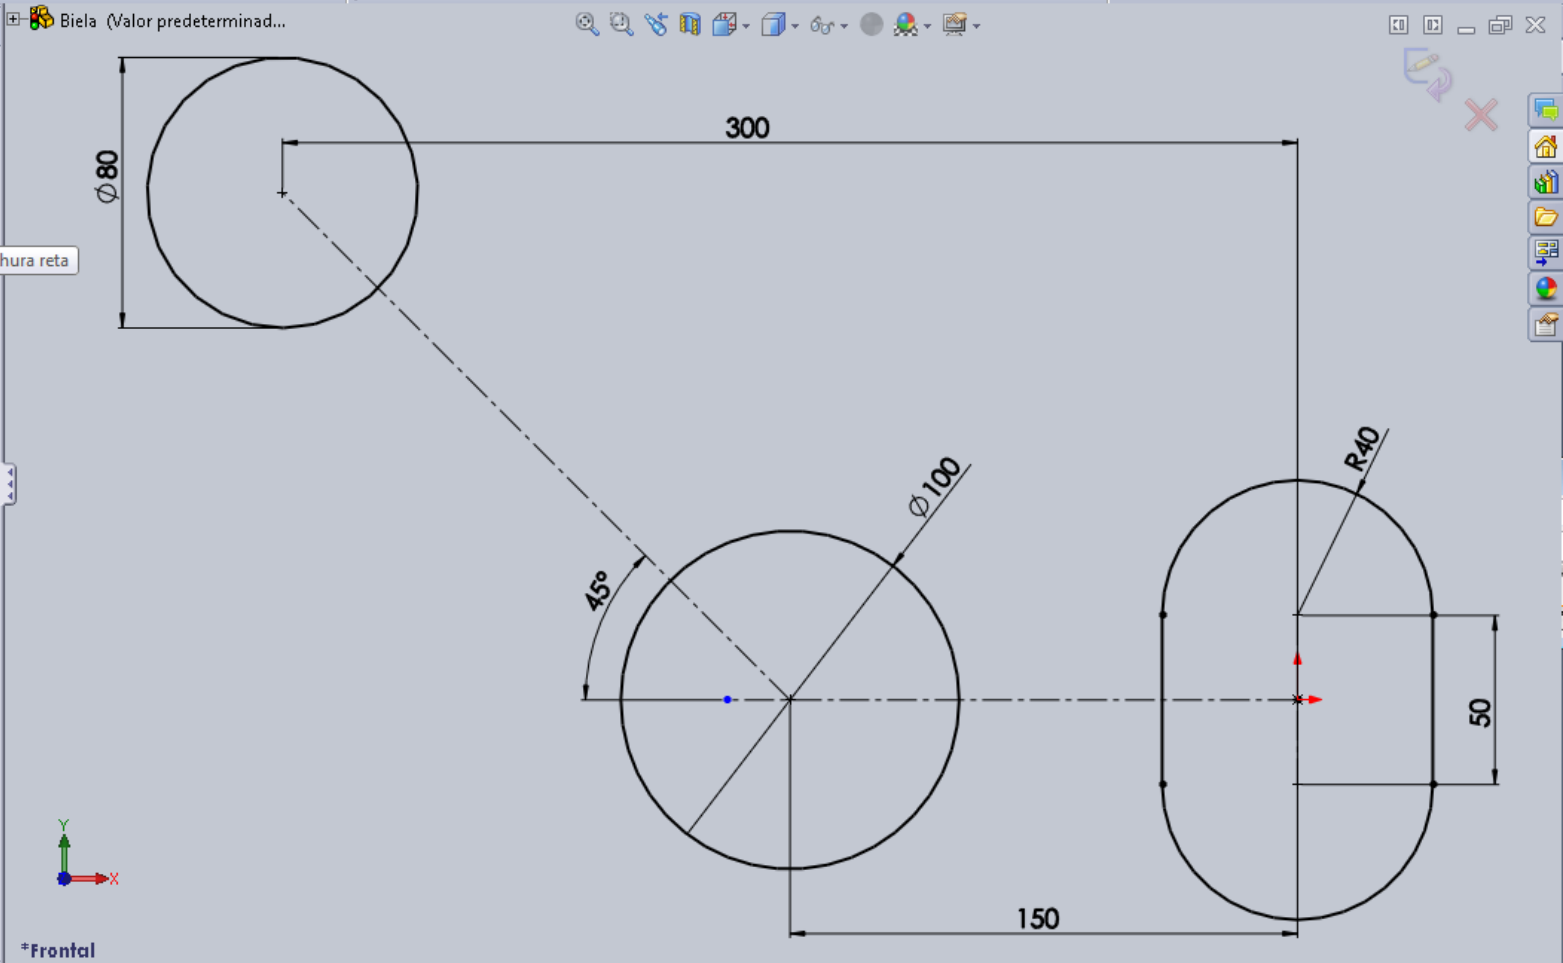 Biela (Valor predeterminad...
300
Ø80
hura reta
R40
Ø100
45°
50
150
Y
X
*Frontal